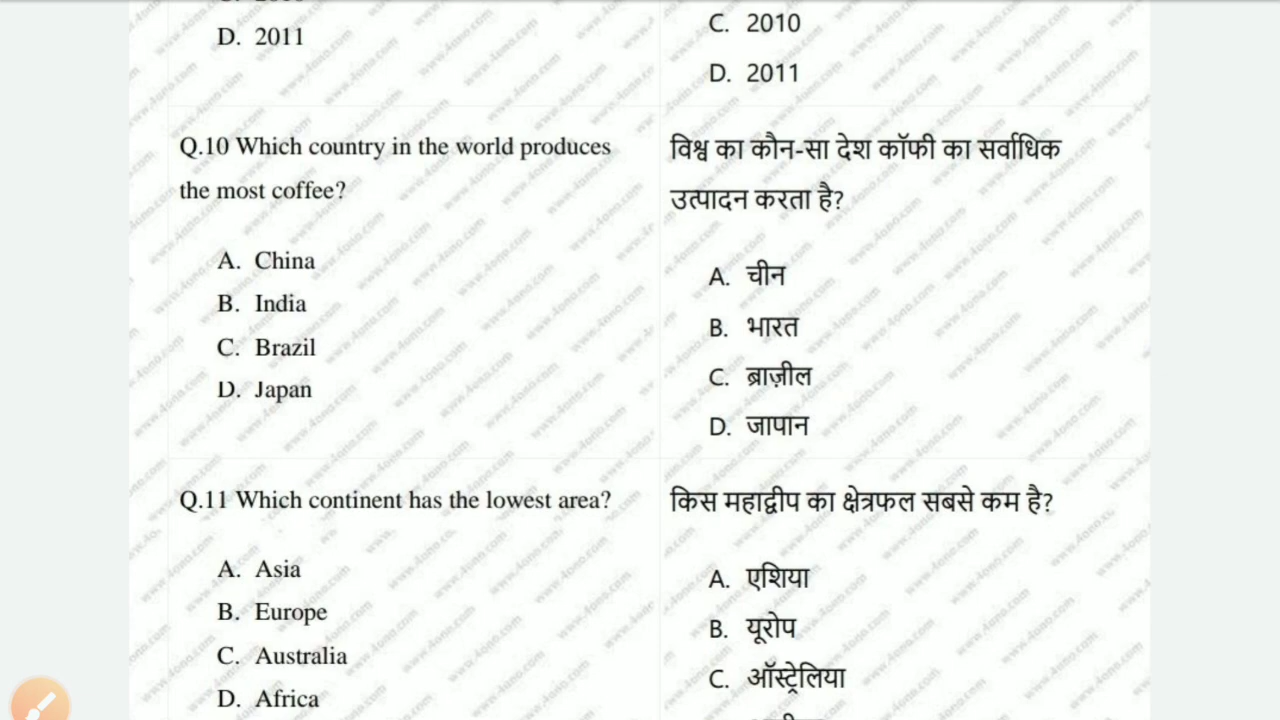 D. 2011
C. 2010
D. 2011
Q.10 Which country in the world produces
the most coffee?
A. China
B. India
C. Brazil
D. Japan
विश्व का कौन-सा देश कॉफी का सर्वाधिक
उत्पादन करता है?
A. चीन
B. भारत
C. ब्राज़ील
D. जापान
Q.11 Which continent has the lowest area?
A. Asia
B. Europe
C. Australia
D. Africa
किस महाद्वीप का क्षेत्रफल सबसे कम है?
A. एशिया
B. यूरोप
C. ऑस्ट्रेलिया